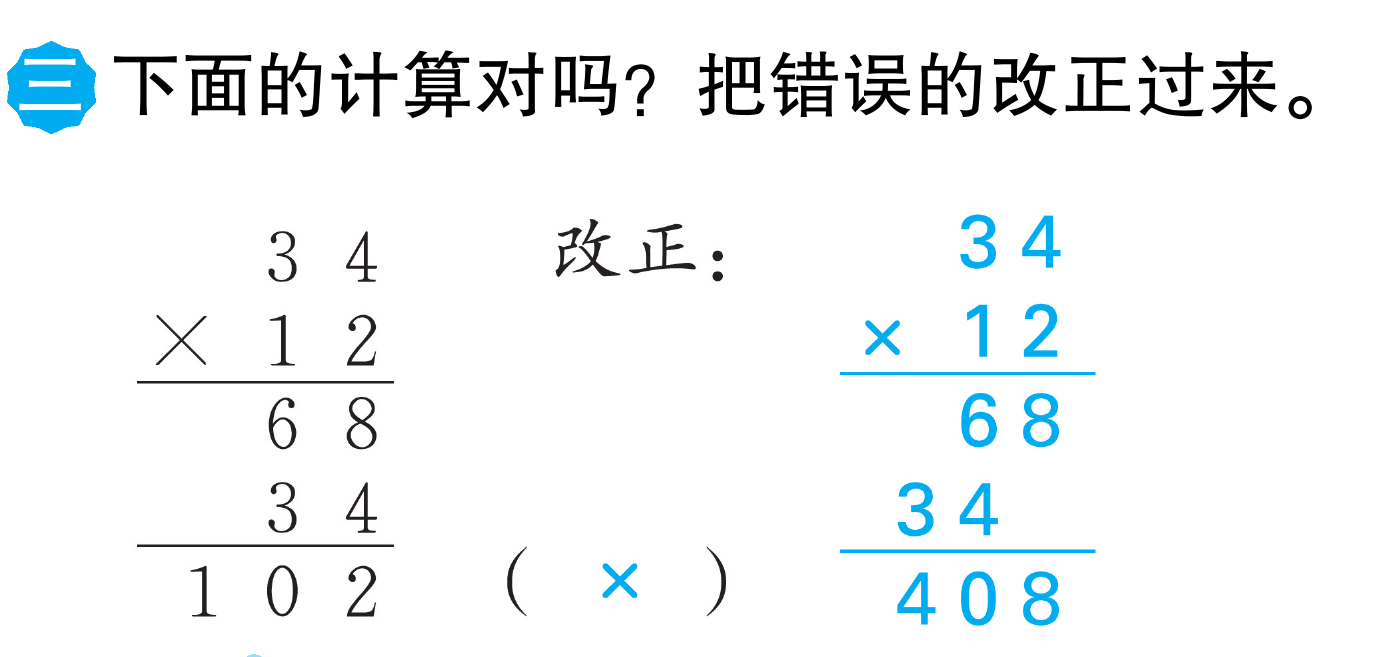 三 下面的计算对吗？把错误的改正过来。
3 4 改正： 3 4
× 1 2 × 1 2
6 8 6 8
3 4 3 4
1 0 2 ( × ) 4 0 8